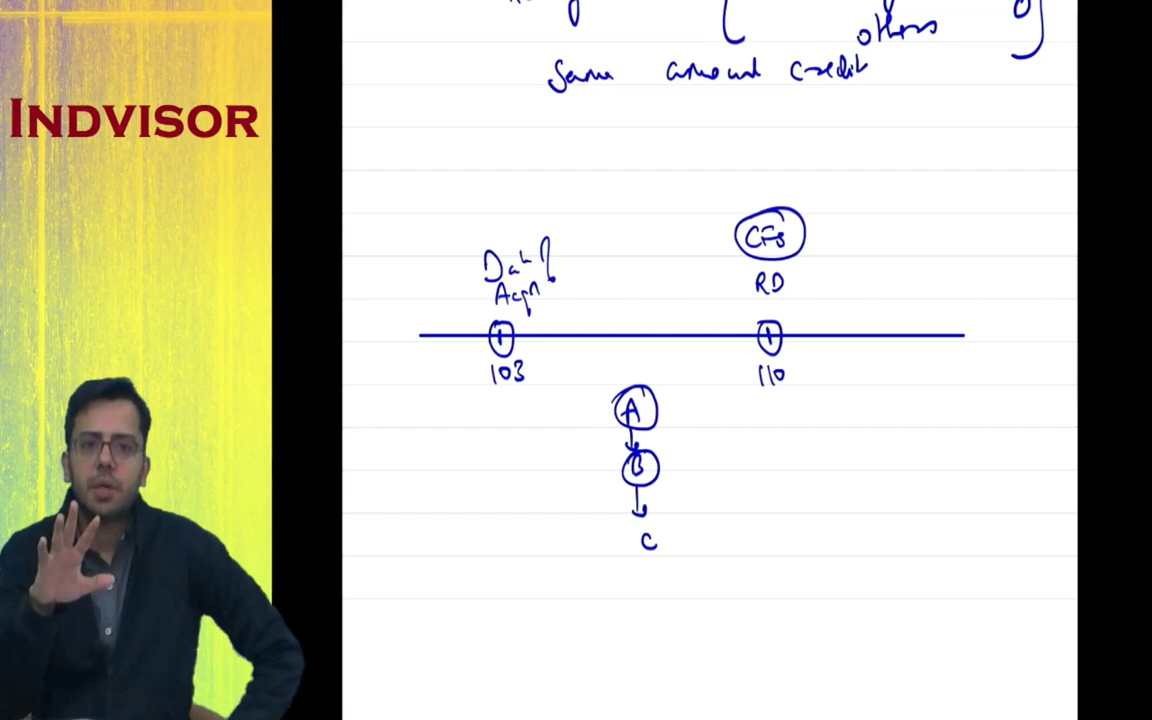 INDVISOR
others
Same amount credit
CFS
Date of
Acqn
RD
103
110
A
B
C